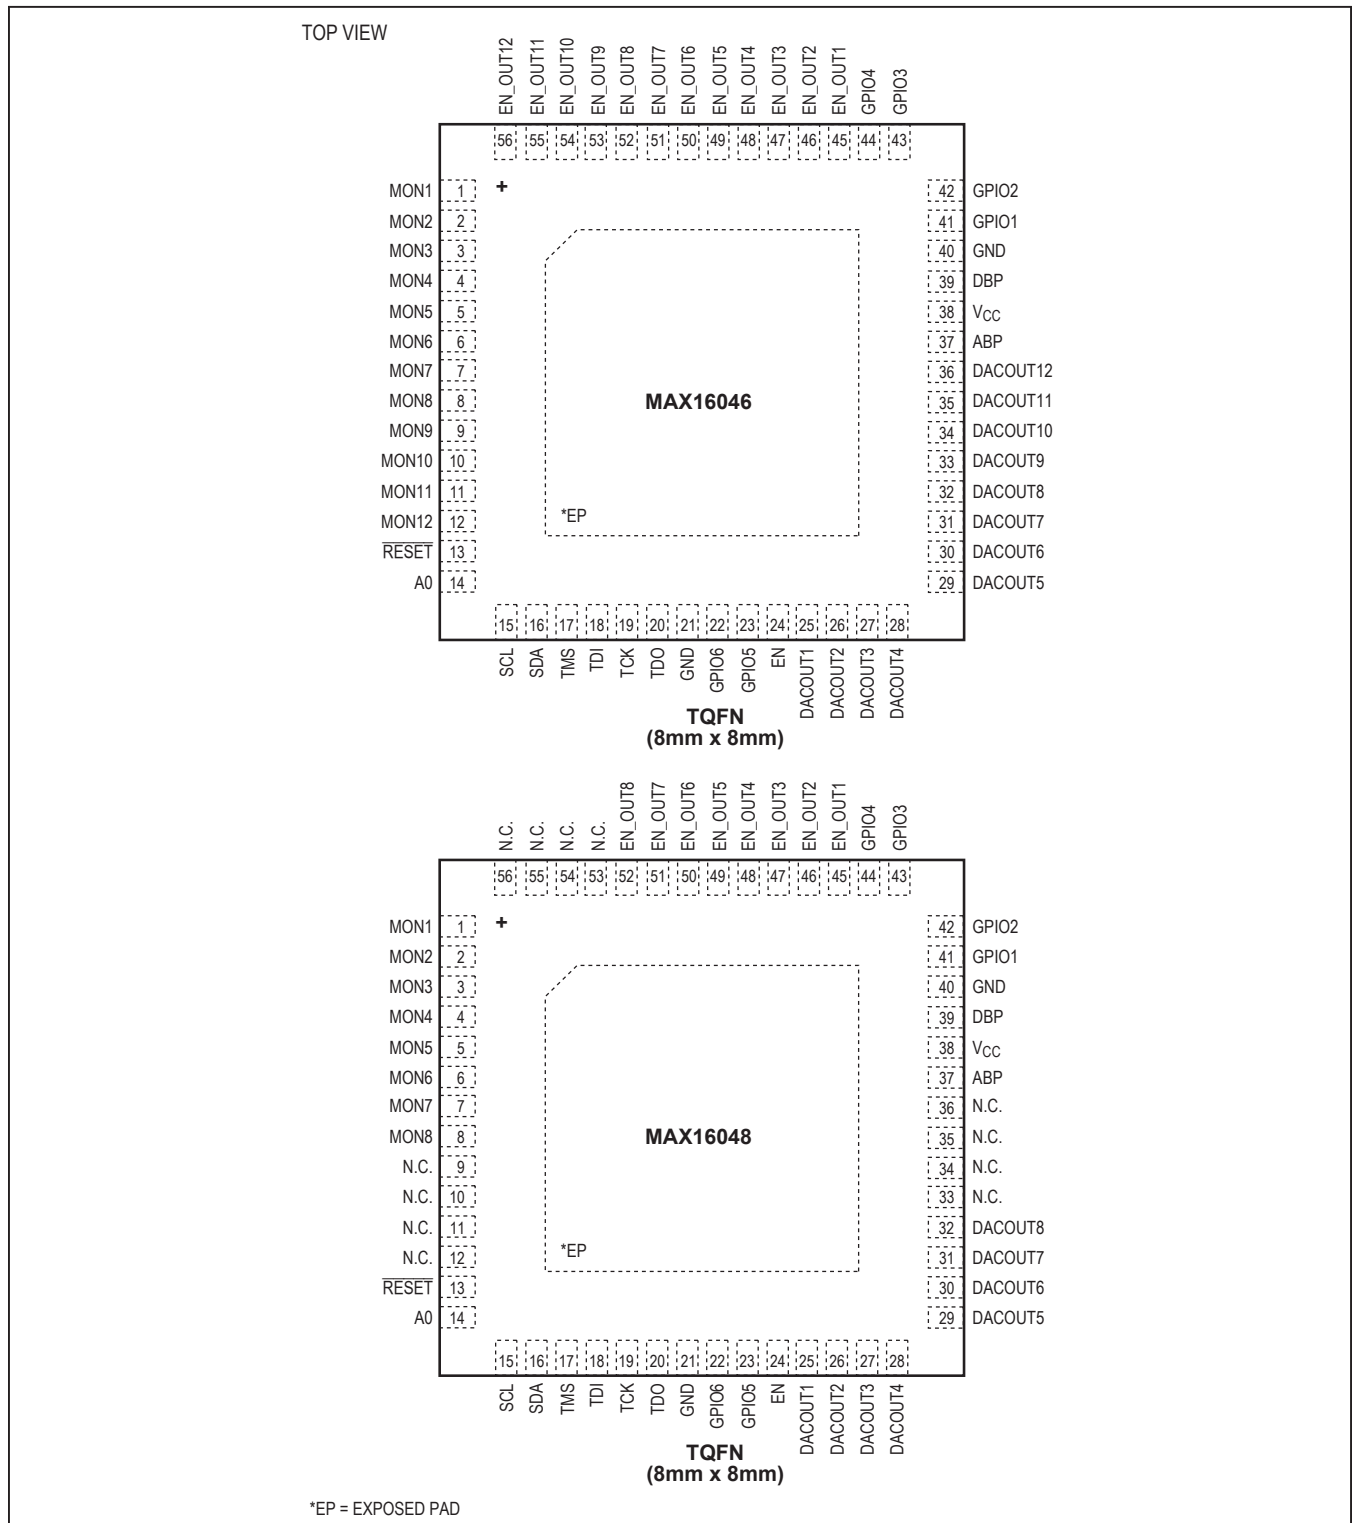 TOP VIEW
EN_OUT12 EN_OUT11 EN_OUT10 EN_OUT9 EN_OUT8 EN_OUT7 EN_OUT6 EN_OUT5 EN_OUT4 EN_OUT3 EN_OUT2 EN_OUT1 GPIO4 GPIO3
56 55 54 53 52 51 50 49 48 47 46 45 44 43
MON1 1 + 42 GPIO2
MON2 2 41 GPIO1
MON3 3 40 GND
MON4 4 39 DBP
MON5 5 38 VCC
MON6 6 37 ABP
MON7 7 36 DACOUT12
MON8 8 MAX16046 35 DACOUT11
MON9 9 34 DACOUT10
MON10 10 33 DACOUT9
MON11 11 32 DACOUT8
MON12 12 *EP 31 DACOUT7
RESET 13 30 DACOUT6
A0 14 29 DACOUT5
15 16 17 18 19 20 21 22 23 24 25 26 27 28
SCL SDA TMS TDI TCK TDO GND GPIO6 GPIO5 EN DACOUT1 DACOUT2 DACOUT3 DACOUT4
TQFN
(8mm x 8mm)
N.C. N.C. N.C. N.C. EN_OUT8 EN_OUT7 EN_OUT6 EN_OUT5 EN_OUT4 EN_OUT3 EN_OUT2 EN_OUT1 GPIO4 GPIO3
56 55 54 53 52 51 50 49 48 47 46 45 44 43
MON1 1 + 42 GPIO2
MON2 2 41 GPIO1
MON3 3 40 GND
MON4 4 39 DBP
MON5 5 38 VCC
MON6 6 37 ABP
MON7 7 36 N.C.
MON8 8 MAX16048 35 N.C.
N.C. 9 34 N.C.
N.C. 10 33 N.C.
N.C. 11 32 DACOUT8
N.C. 12 *EP 31 DACOUT7
RESET 13 30 DACOUT6
A0 14 29 DACOUT5
15 16 17 18 19 20 21 22 23 24 25 26 27 28
SCL SDA TMS TDI TCK TDO GND GPIO6 GPIO5 EN DACOUT1 DACOUT2 DACOUT3 DACOUT4
TQFN
(8mm x 8mm)
*EP = EXPOSED PAD